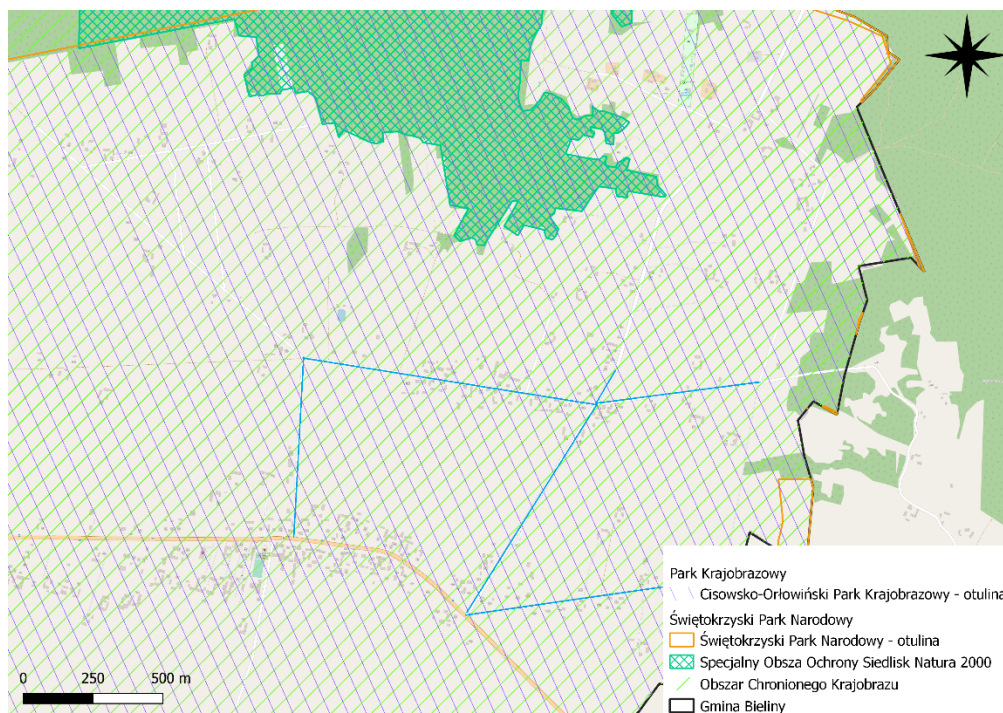 Park Krajobrazowy
Cisowsko-Orłowiński Park Krajobrazowy - otulina
Świętokrzyski Park Narodowy
Świętokrzyski Park Narodowy - otulina
Specjalny Obsza Ochrony Siedlisk Natura 2000
Obszar Chronionego Krajobrazu
Gmina Bieliny
0 250 500 m